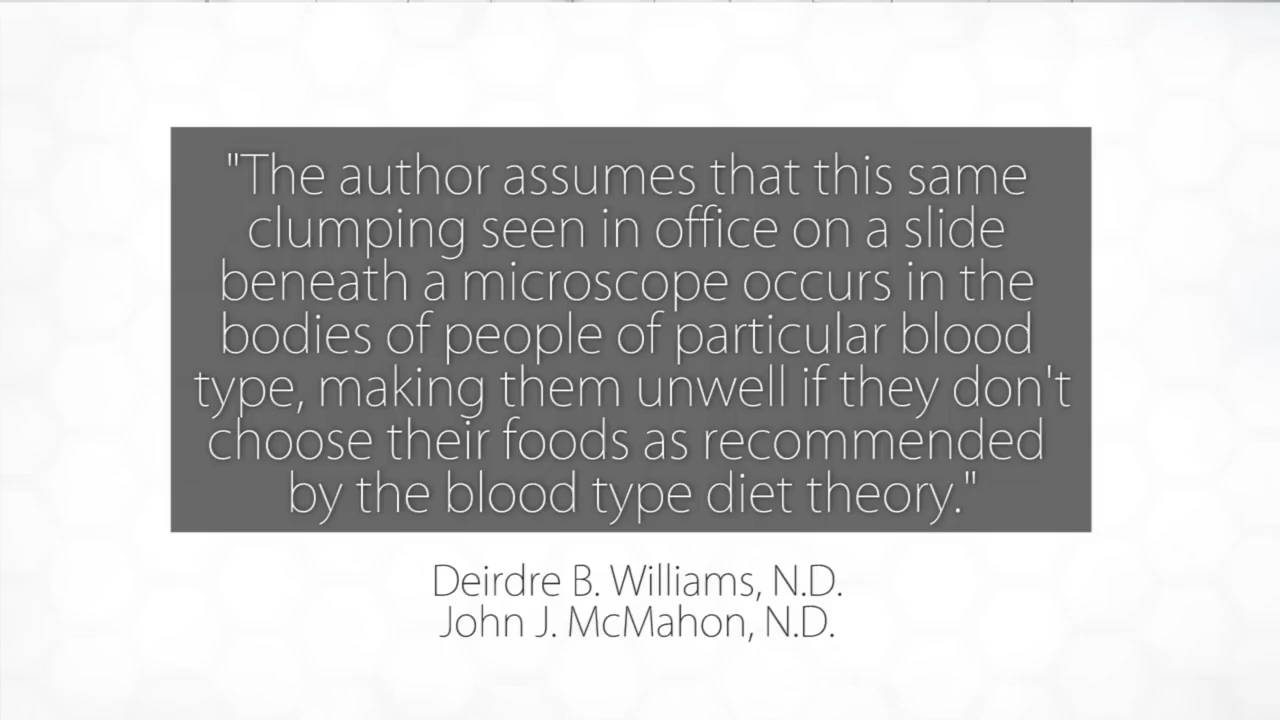 "The author assumes that this same
clumping seen in office on a slide
beneath a microscope occurs in the
bodies of people of particular blood
type, making them unwell if they don't
choose their foods as recommended
by the blood type diet theory."
Deirdre B. Williams, N.D.
John J. McMahon, N.D.